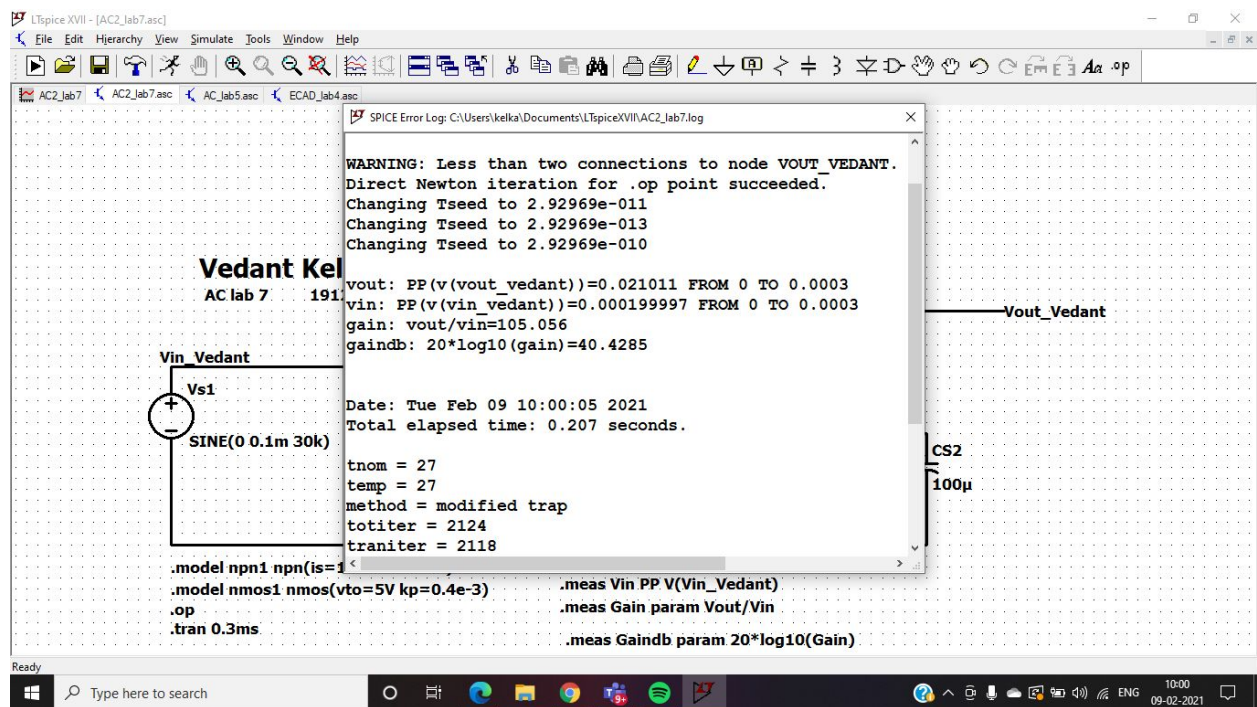 LTspice XVII - [AC2_lab7.asc]
File Edit Hierarchy View Simulate Tools Window Help
.op
AC2_lab7 AC2_lab7.asc AC_lab5.asc ECAD_lab4.asc
SPICE Error Log: C:\Users\kelka\Documents\LTspiceXVII\AC2_lab7.log
WARNING: Less than two connections to node VOUT_VEDANT.
Direct Newton iteration for .op point succeeded.
Changing Tseed to 2.92969e-011
Changing Tseed to 2.92969e-013
Changing Tseed to 2.92969e-010
vout: PP(v(vout_vedant))=0.021011 FROM 0 TO 0.0003
vin: PP(v(vin_vedant))=0.000199997 FROM 0 TO 0.0003
gain: vout/vin=105.056
gaindb: 20*log10(gain)=40.4285
Date: Tue Feb 09 10:00:05 2021
Total elapsed time: 0.207 seconds.
tnom = 27
temp = 27
method = modified trap
totiter = 2124
traniter = 2118
Vedant Kel
AC lab 7 191
Vin_Vedant
Vs1
SINE(0 0.1m 30k)
Vout_Vedant
CS2
100µ
.model npn1 npn(is=1
.model nmos1 nmos(vto=5V kp=0.4e-3)
.op
.tran 0.3ms
.meas Vin PP V(Vin_Vedant)
.meas Gain param Vout/Vin
.meas Gaindb param 20*log10(Gain)
Ready
Type here to search
9+
ENG
10:00
09-02-2021